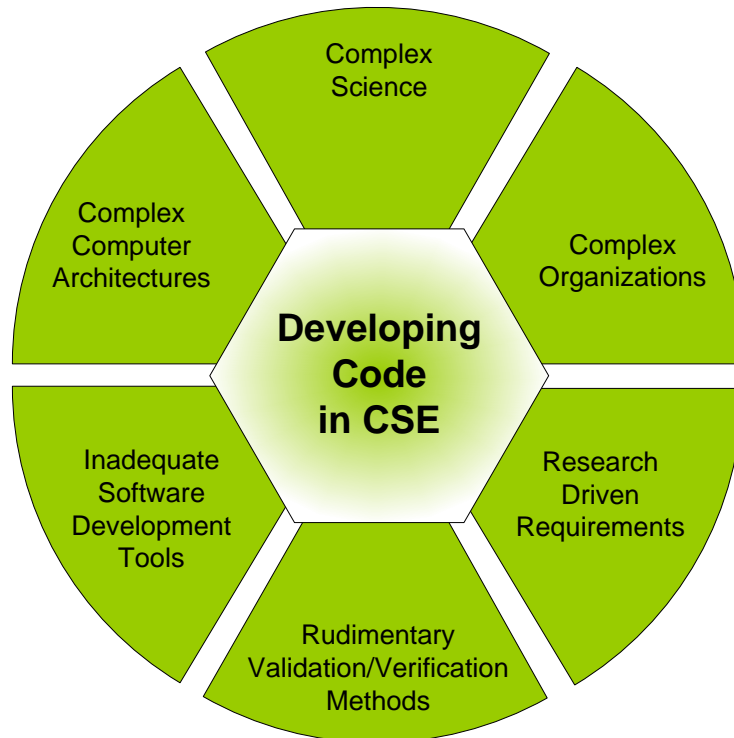 Complex
Science
Complex
Organizations
Research
Driven
Requirements
Rudimentary
Validation/Verification
Methods
Inadequate
Software
Development
Tools
Complex
Computer
Architectures
Developing
Code
in CSE